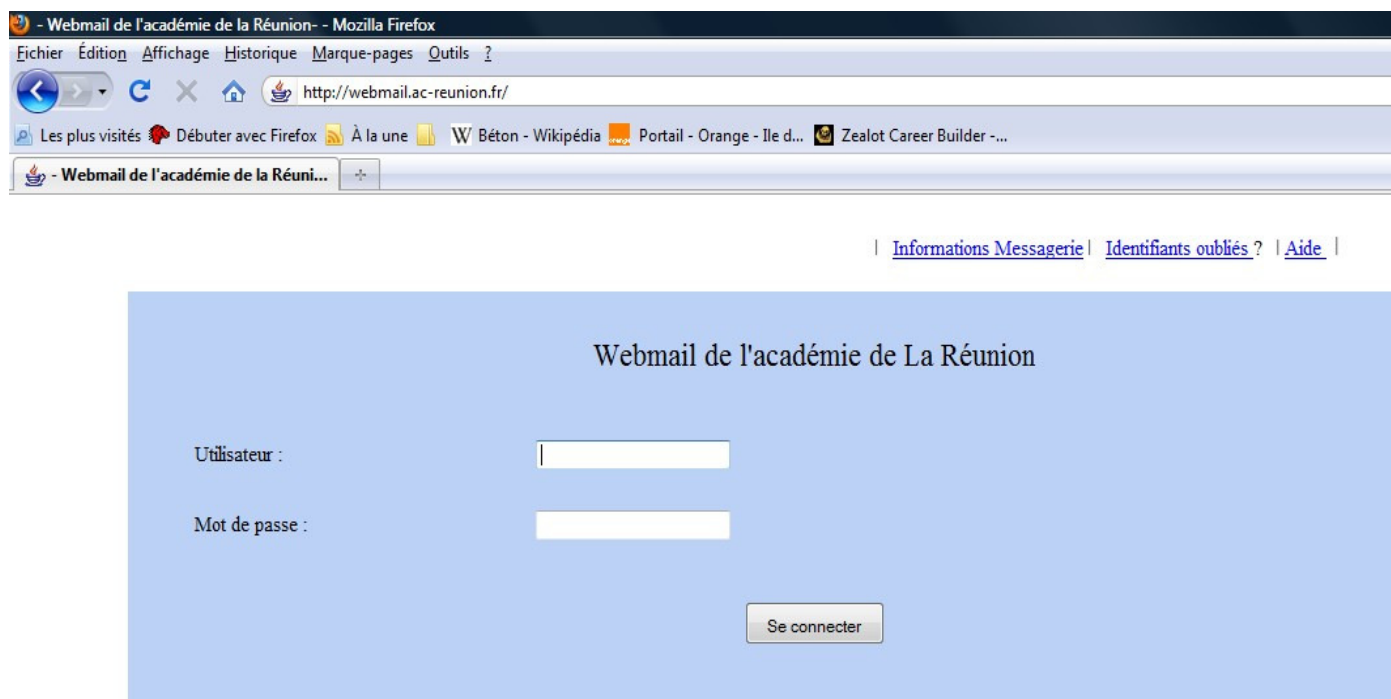 - Webmail de l'académie de la Réunion- - Mozilla Firefox
Fichier Édition Affichage Historique Marque-pages Outils ?
http://webmail.ac-reunion.fr/
Les plus visités Débuter avec Firefox À la une W Béton - Wikipédia Portail - Orange - Ile d... Zealot Career Builder -...
- Webmail de l'académie de la Réuni...
| Informations Messagerie | Identifiants oubliés ? | Aide |
Webmail de l'académie de La Réunion
Utilisateur :
Mot de passe :
Se connecter